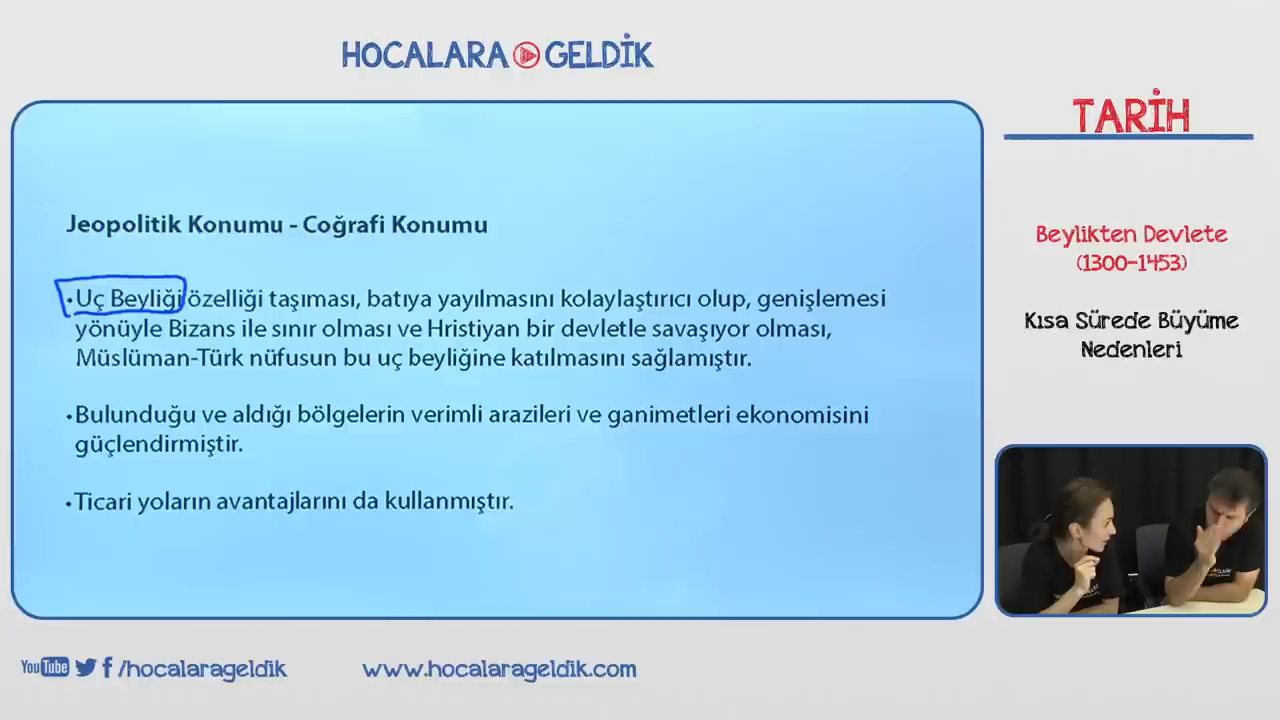 HOCALARA GELDİK
TARİH
Jeopolitik Konumu - Coğrafi Konumu
•Uç Beyliği özelliği taşıması, batıya yayılmasını kolaylaştırıcı olup, genişlemesi
yönüyle Bizans ile sınır olması ve Hristiyan bir devletle savaşıyor olması,
Müslüman-Türk nüfusun bu uç beyliğine katılmasını sağlamıştır.
•Bulunduğu ve aldığı bölgelerin verimli arazileri ve ganimetleri ekonomisini
güçlendirmiştir.
•Ticari yoların avantajlarını da kullanmıştır.
Beylikten Devlete
(1300-1453)
Kısa Sürede Büyüme
Nedenleri
YouTube /hocalarageldik
www.hocalarageldik.com